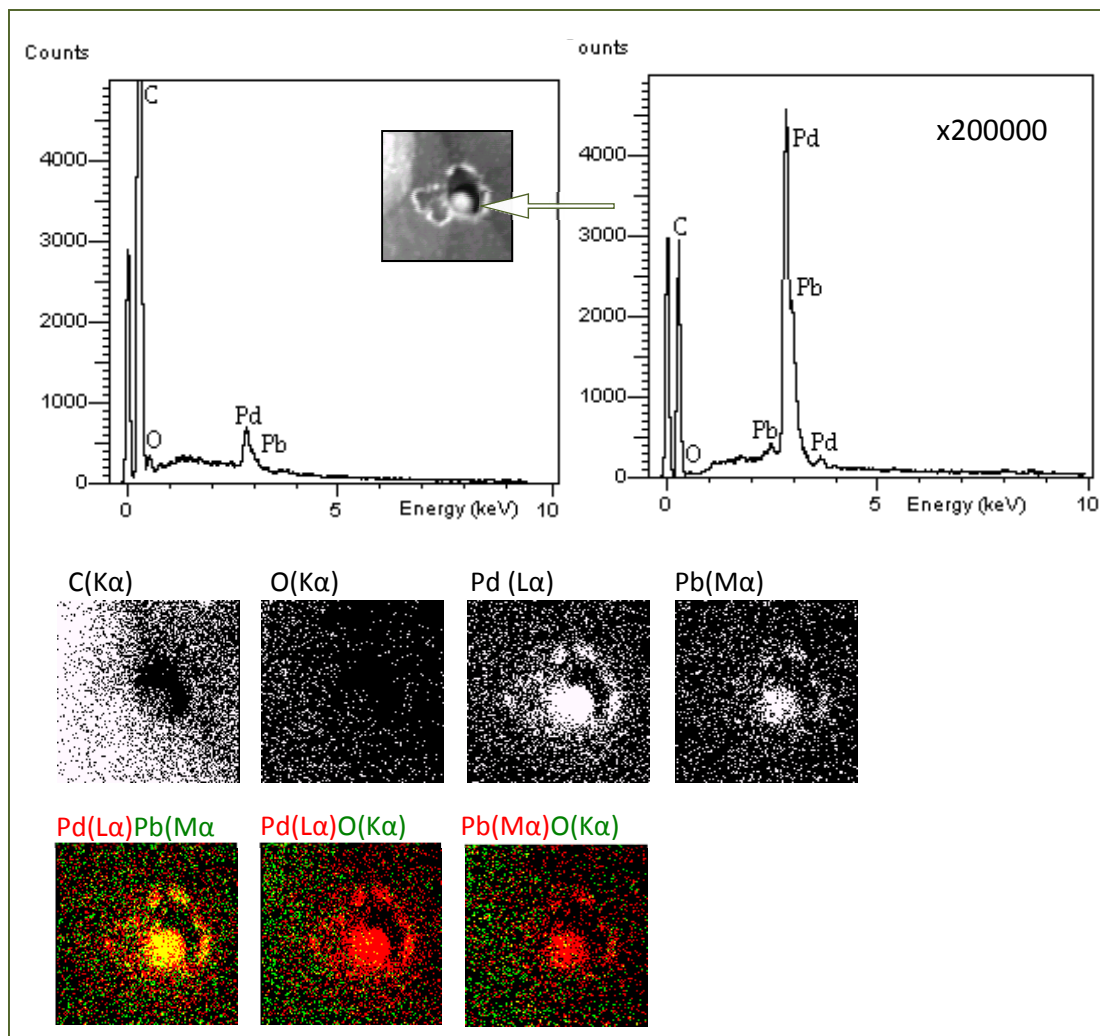 Counts
C
4000
3000
2000
1000
0
O
Pd
Pb
0
5
Energy (keV)
10
ounts
x200000
4000
3000
2000
1000
0
C
O
Pd
Pb
Pb
Pd
0
5
Energy (keV)
10
C(Kα) O(Kα) Pd (Lα) Pb(Mα)
Pd(Lα)Pb(Mα Pd(Lα)O(Kα) Pb(Mα)O(Kα)